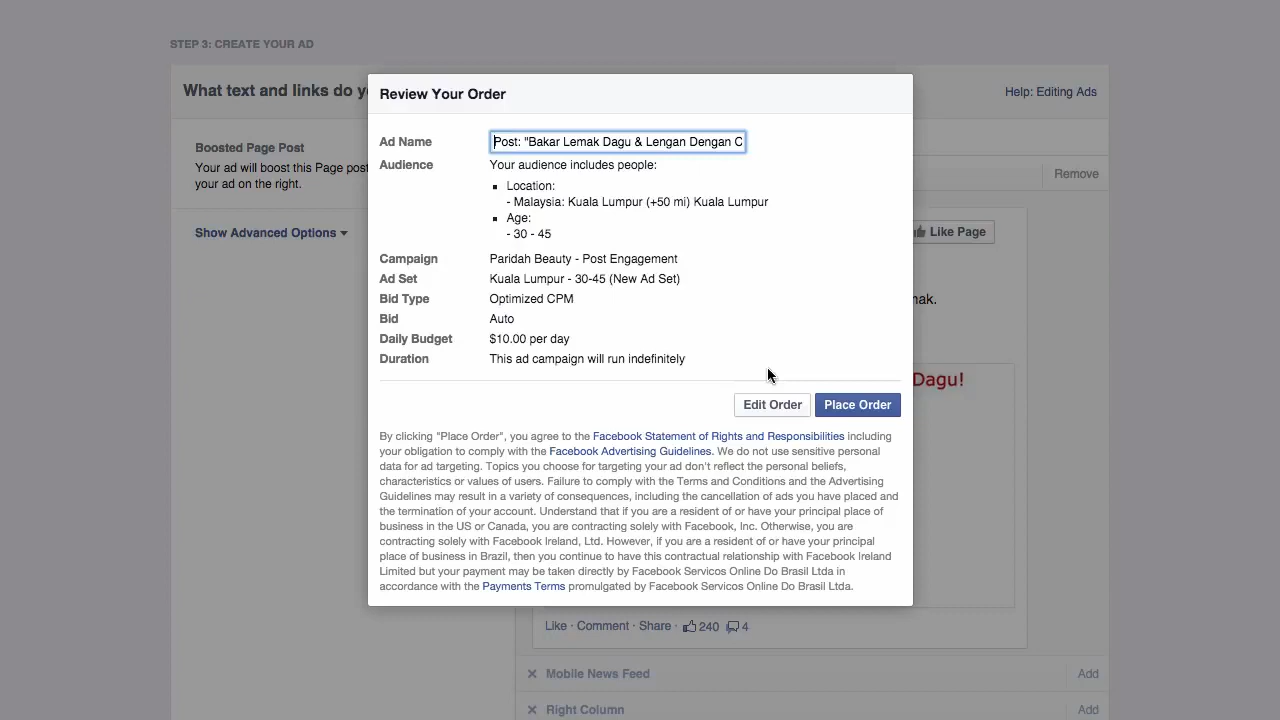 STEP 3: CREATE YOUR AD
What text and links do y
Help: Editing Ads
Review Your Order
Boosted Page Post
Your ad will boost this Page post
your ad on the right.
Remove
Show Advanced Options
Like Page
Ad Name
Post: "Bakar Lemak Dagu & Lengan Dengan C
Audience
Your audience includes people:
Location:
- Malaysia: Kuala Lumpur (+50 mi) Kuala Lumpur
Age:
- 30 - 45
Campaign
Paridah Beauty - Post Engagement
Ad Set
Kuala Lumpur - 30-45 (New Ad Set)
Bid Type
Optimized CPM
Bid
Auto
Daily Budget
$10.00 per day
Duration
This ad campaign will run indefinitely
nak.
Dagu!
Edit Order
Place Order
By clicking "Place Order", you agree to the Facebook Statement of Rights and Responsibilities including
your obligation to comply with the Facebook Advertising Guidelines. We do not use sensitive personal
data for ad targeting. Topics you choose for targeting your ad don't reflect the personal beliefs,
characteristics or values of users. Failure to comply with the Terms and Conditions and the Advertising
Guidelines may result in a variety of consequences, including the cancellation of ads you have placed and
the termination of your account. Understand that if you are a resident of or have your principal place of
business in the US or Canada, you are contracting solely with Facebook, Inc. Otherwise, you are
contracting solely with Facebook Ireland, Ltd. However, if you are a resident of or have your principal
place of business in Brazil, then you continue to have this contractual relationship with Facebook Ireland
Limited but your payment may be taken directly by Facebook Servicos Online Do Brasil Ltda in
accordance with the Payments Terms promulgated by Facebook Servicos Online Do Brasil Ltda.
Like · Comment · Share · 240 4
Mobile News Feed
Add
Right Column
Add